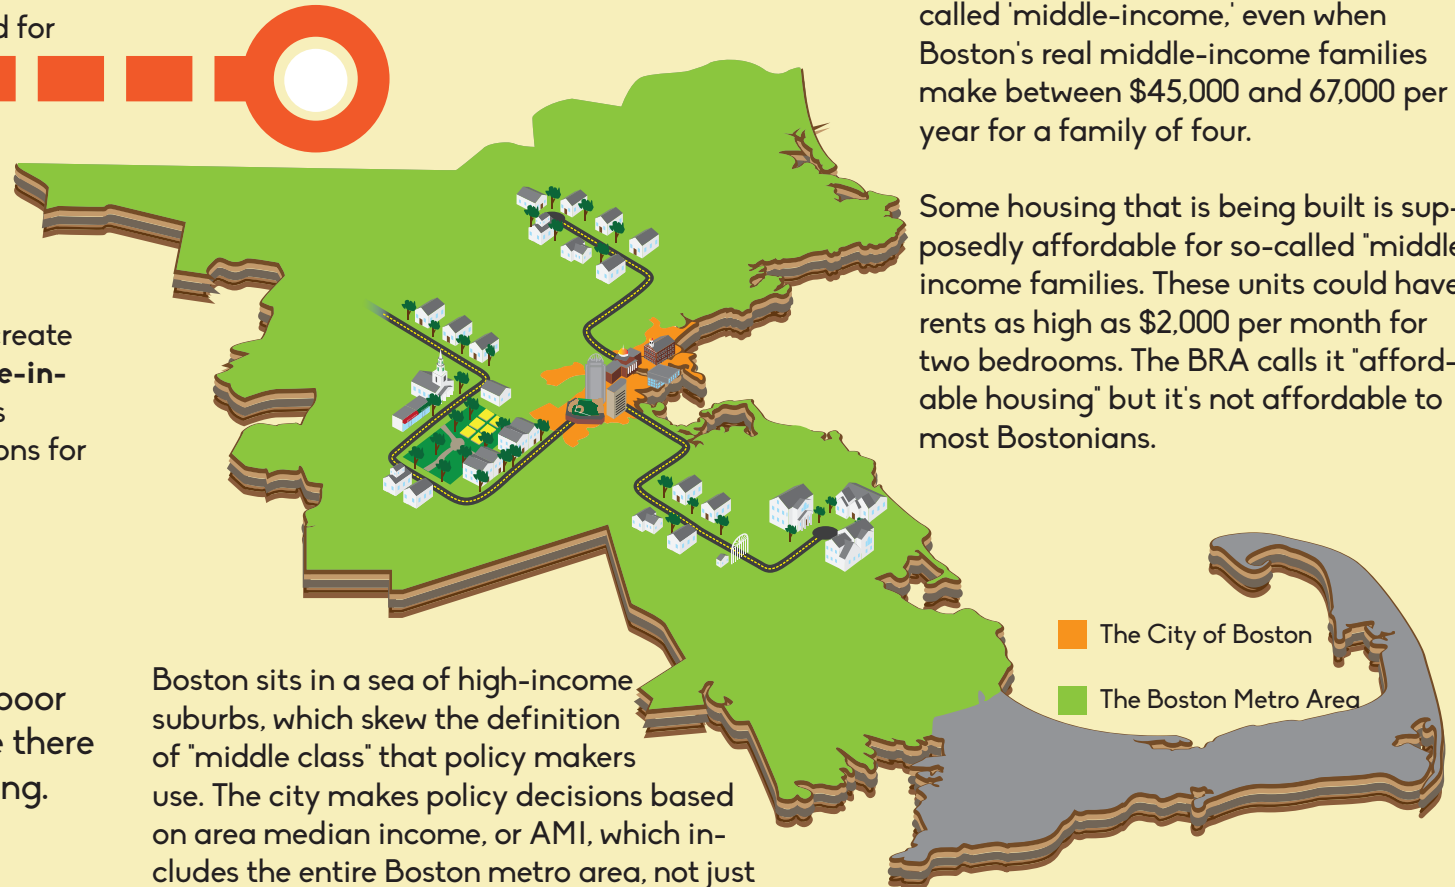 d for
called 'middle-income,' even when
Boston's real middle-income families
make between $45,000 and 67,000 per
year for a family of four.
Some housing that is being built is sup-
posedly affordable for so-called "middle
income families. These units could have
rents as high as $2,000 per month for
two bedrooms. The BRA calls it "afford-
able housing" but it's not affordable to
most Bostonians.
reate
e-in-
s
ons for
The City of Boston
The Boston Metro Area
poor
e there
ng.
Boston sits in a sea of high-income
suburbs, which skew the definition
of "middle class" that policy makers
use. The city makes policy decisions based
on area median income, or AMI, which in-
cludes the entire Boston metro area, not just